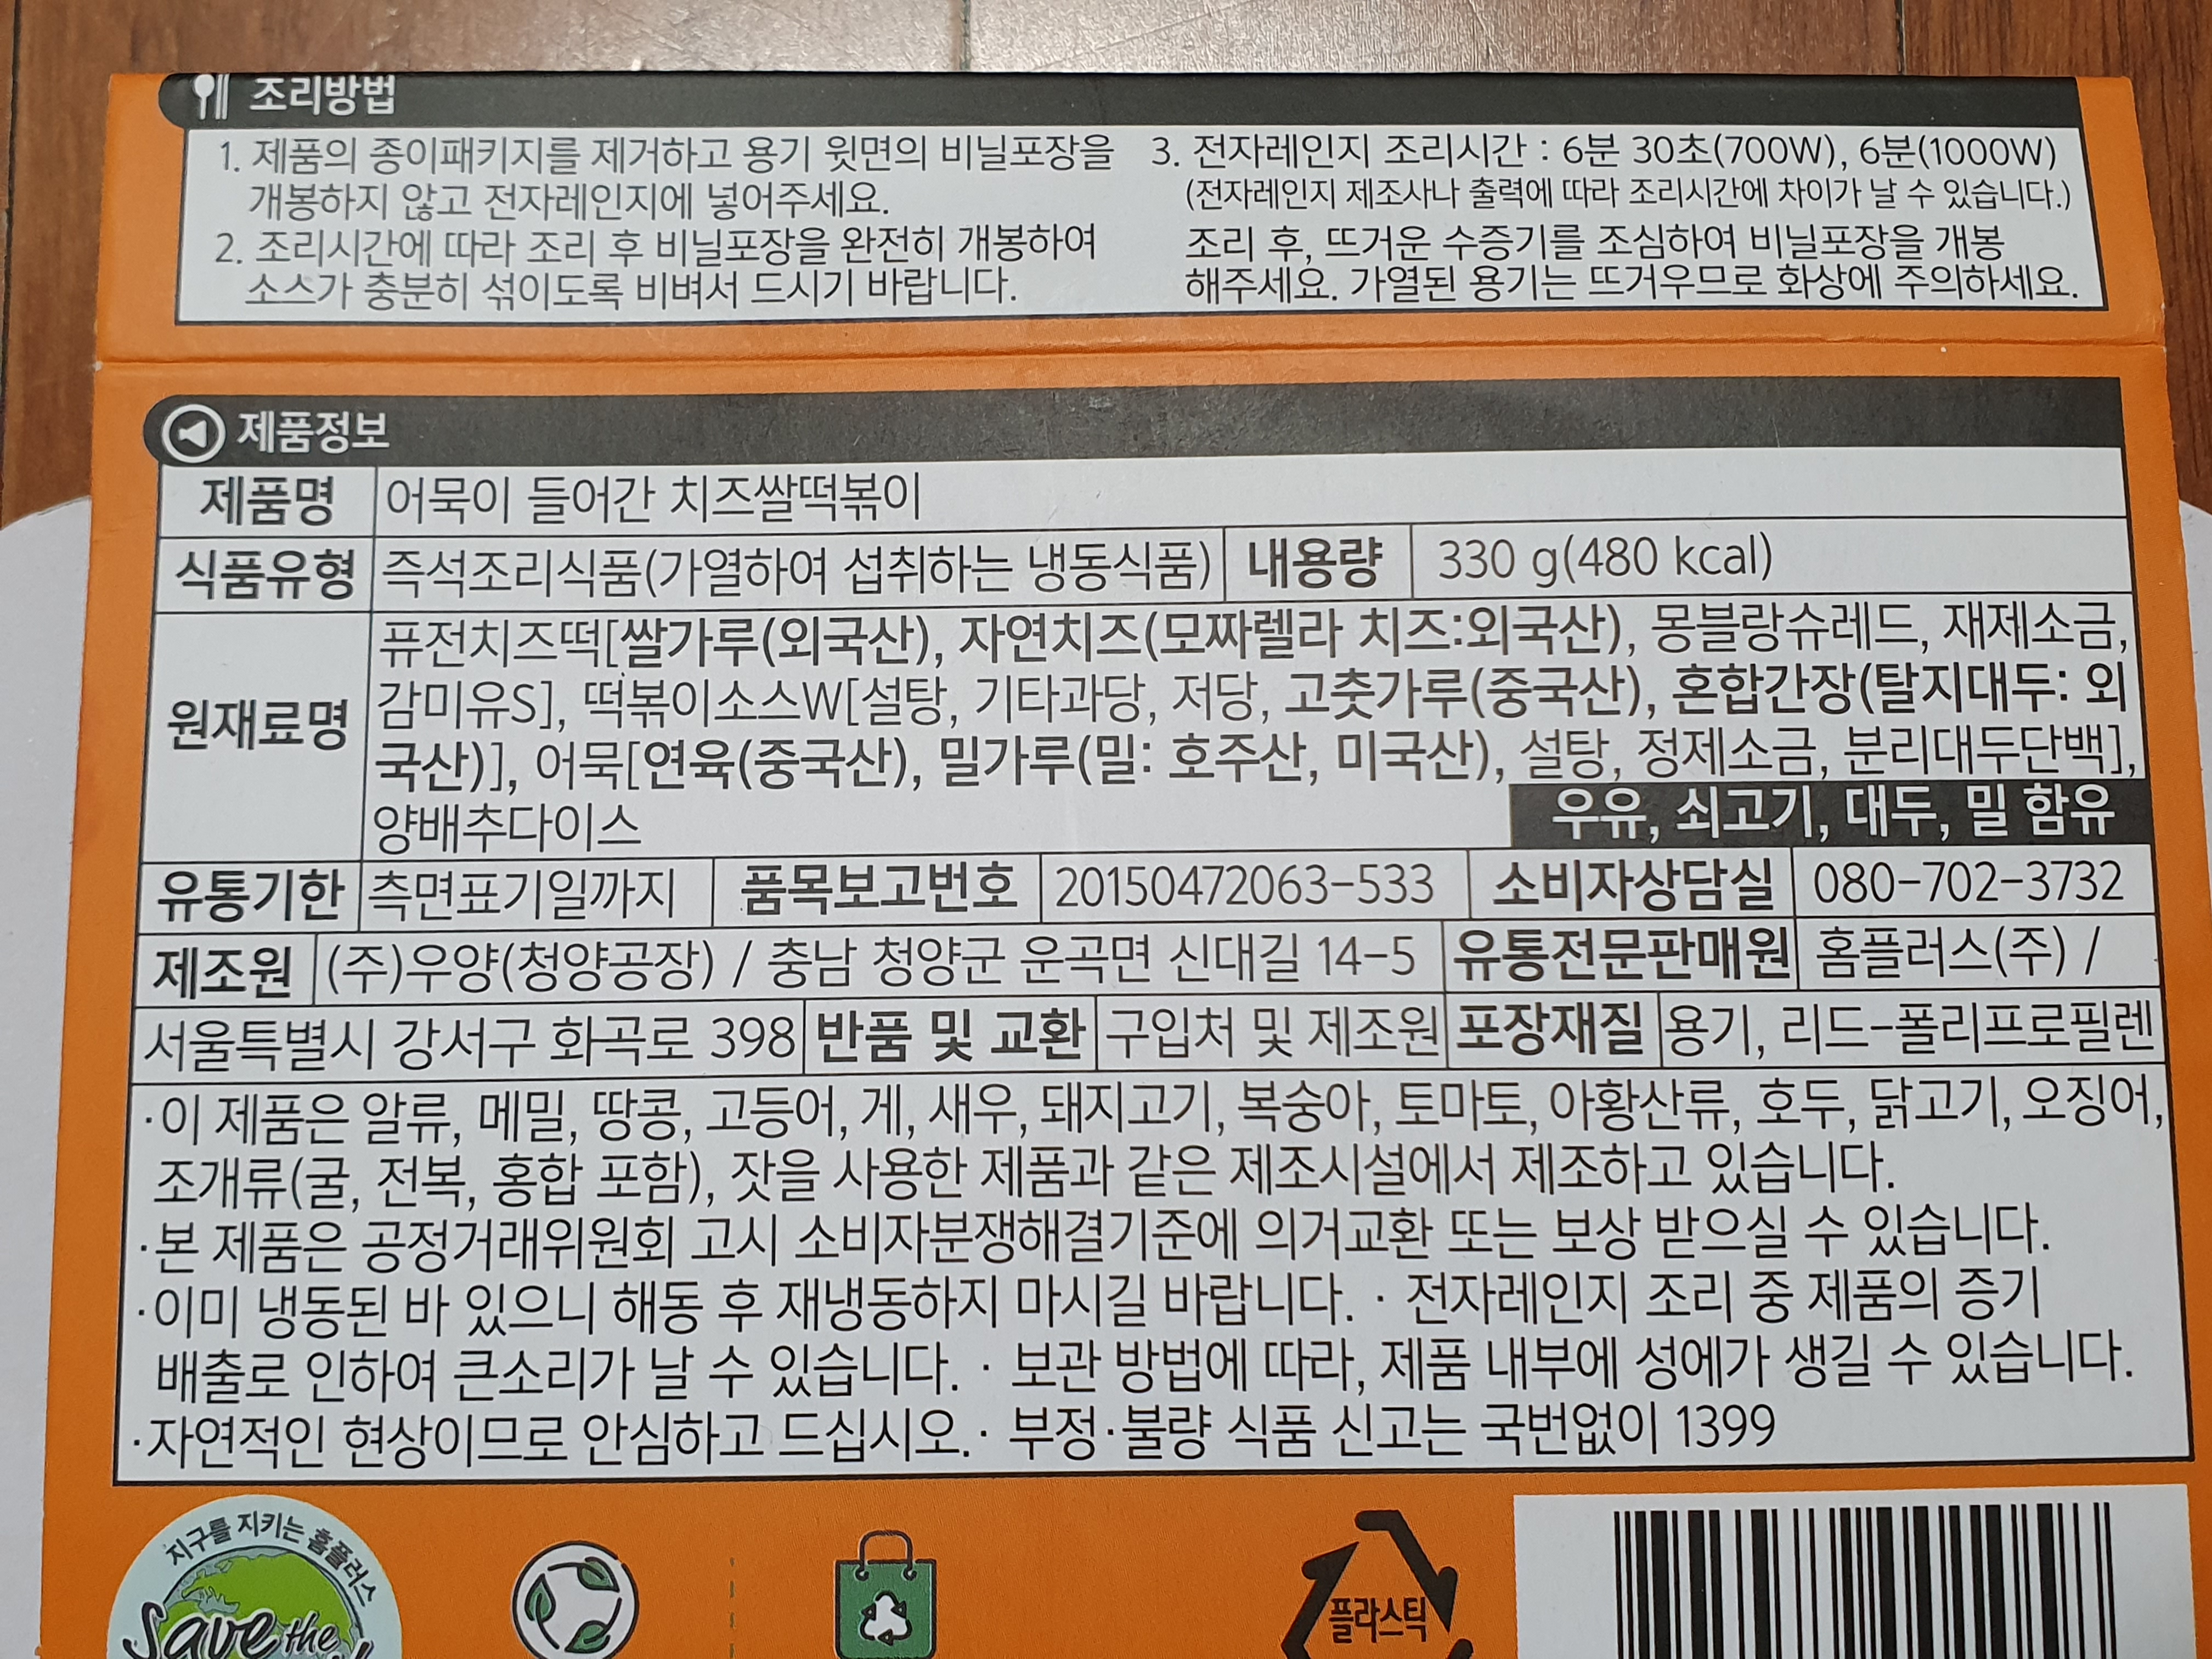 조리방법
1. 제품의 종이패키지를 제거하고 용기 윗면의 비닐포장을
개봉하지 않고 전자레인지에 넣어주세요.
2. 조리시간에 따라 조리 후 비닐포장을 완전히 개봉하여
소스가 충분히 섞이도록 비벼서 드시기 바랍니다.
3. 전자레인지 조리시간 : 6분 30초(700W), 6분(1000W)
(전자레인지 제조사나 출력에 따라 조리시간에 차이가 날 수 있습니다.)
조리 후, 뜨거운 수증기를 조심하여 비닐포장을 개봉
해주세요. 가열된 용기는 뜨거우므로 화상에 주의하세요.
제품정보
제품명 어묵이 들어간 치즈쌀떡볶이
식품유형 즉석조리식품(가열하여 섭취하는 냉동식품) 내용량 330 g(480 kcal)
원재료명
퓨전치즈떡[쌀가루(외국산), 자연치즈(모짜렐라 치즈:외국산), 몽블랑슈레드, 재제소금,
감미유S], 떡볶이소스W[설탕, 기타과당, 저당, 고춧가루(중국산), 혼합간장(탈지대두: 외
국산)], 어묵[연육(중국산), 밀가루(밀: 호주산, 미국산), 설탕, 정제소금, 분리대두단백],
양배추다이스
우유, 쇠고기, 대두, 밀 함유
유통기한 측면표기일까지 품목보고번호 20150472063-533 소비자상담실 080-702-3732
제조원 (주)우양(청양공장) / 충남 청양군 운곡면 신대길 14-5 유통전문판매원 홈플러스(주) /
서울특별시 강서구 화곡로 398 반품 및 교환 구입처 및 제조원 포장재질 용기, 리드-폴리프로필렌
·이 제품은 알류, 메밀, 땅콩, 고등어, 게, 새우, 돼지고기, 복숭아, 토마토, 아황산류, 호두, 닭고기, 오징어,
조개류(굴, 전복, 홍합 포함), 잣을 사용한 제품과 같은 제조시설에서 제조하고 있습니다.
·본 제품은 공정거래위원회 고시 소비자분쟁해결기준에 의거교환 또는 보상 받으실 수 있습니다.
·이미 냉동된 바 있으니 해동 후 재냉동하지 마시길 바랍니다. · 전자레인지 조리 중 제품의 증기
배출로 인하여 큰소리가 날 수 있습니다. · 보관 방법에 따라, 제품 내부에 성에가 생길 수 있습니다.
·자연적인 현상이므로 안심하고 드십시오. · 부정·불량 식품 신고는 국번없이 1399
지구를 지키는 홈플러스
Save the
플라스틱